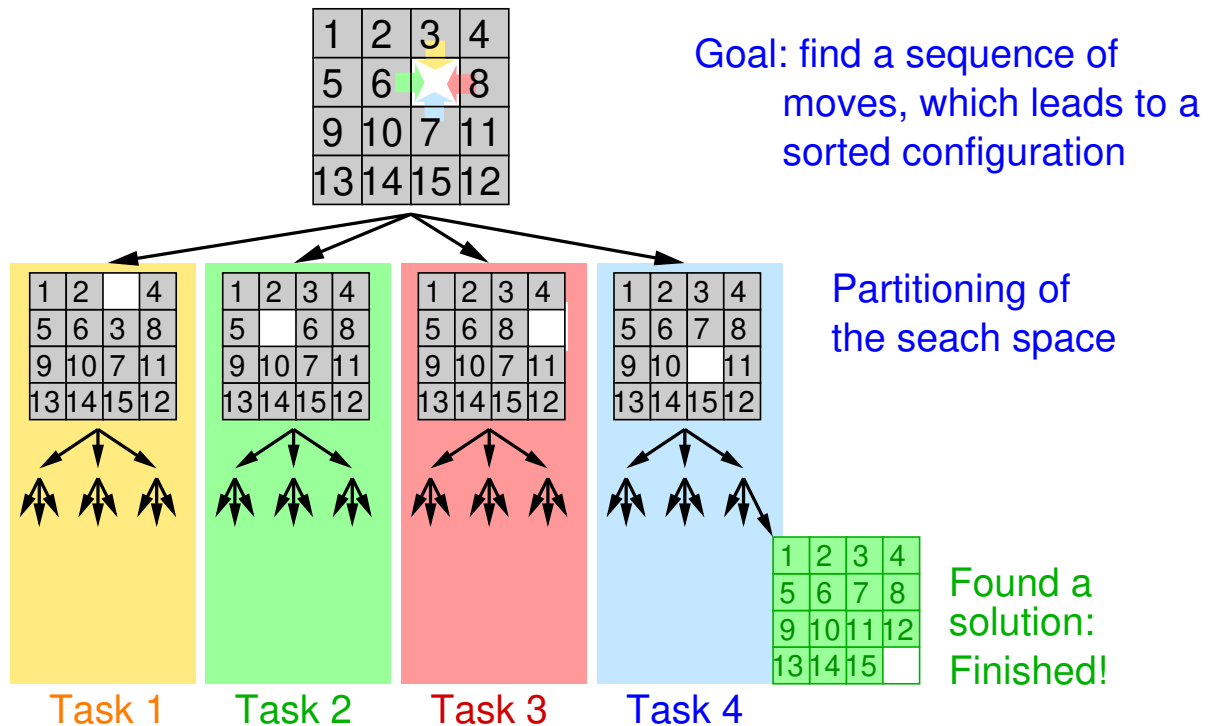 1 2 3 4
5 6 8
9 10 7 11
13 14 15 12
Goal: find a sequence of
moves, which leads to a
sorted configuration
1 2 4
5 6 3 8
9 10 7 11
13 14 15 12
1 2 3 4
5 6 8
9 10 7 11
13 14 15 12
1 2 3 4
5 6 8
9 10 7 11
13 14 15 12
1 2 3 4
5 6 7 8
9 10 11
13 14 15 12
Partitioning of
the seach space
1 2 3 4
5 6 7 8
9 10 11 12
13 14 15
Found a
solution:
Finished!
Task 1
Task 2
Task 3
Task 4